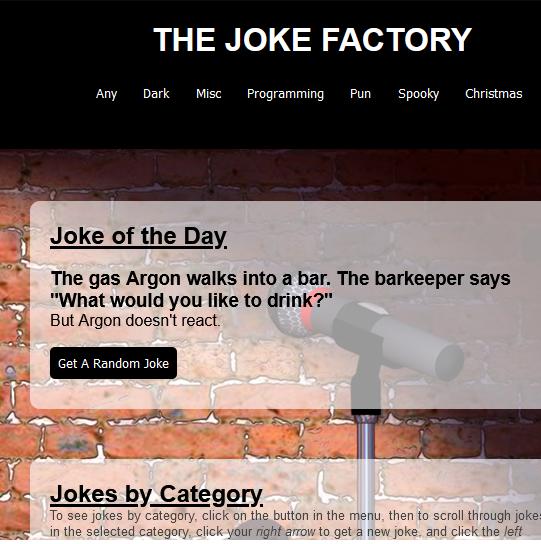 THE JOKE FACTORY
Any Dark Misc Programming Pun Spooky Christmas
Joke of the Day
The gas Argon walks into a bar. The barkeeper says
"What would you like to drink?"
But Argon doesn't react.
Get A Random Joke
Jokes by Category
To see jokes by category, click on the button in the menu, then to scroll through jokes
in the selected category, click your right arrow to get a new joke, and click the left